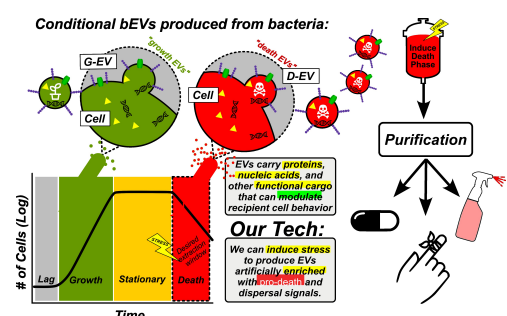 Conditional bEVs produced from bacteria:
"growth EVs"
G-EV
Cell
"death EVs"
D-EV
Cell
Induce
Death
Phase
Purification
EVs carry proteins,
nucleic acids, and
other functional cargo
that can modulate
recipient cell behavior
Our Tech:
We can induce stress
to produce EVs
artificially enriched
with pro-death and
dispersal signals.
# of Cells (Log)
STRESS
Desired
extraction
window
Lag
Growth
Stationary
Death
Time